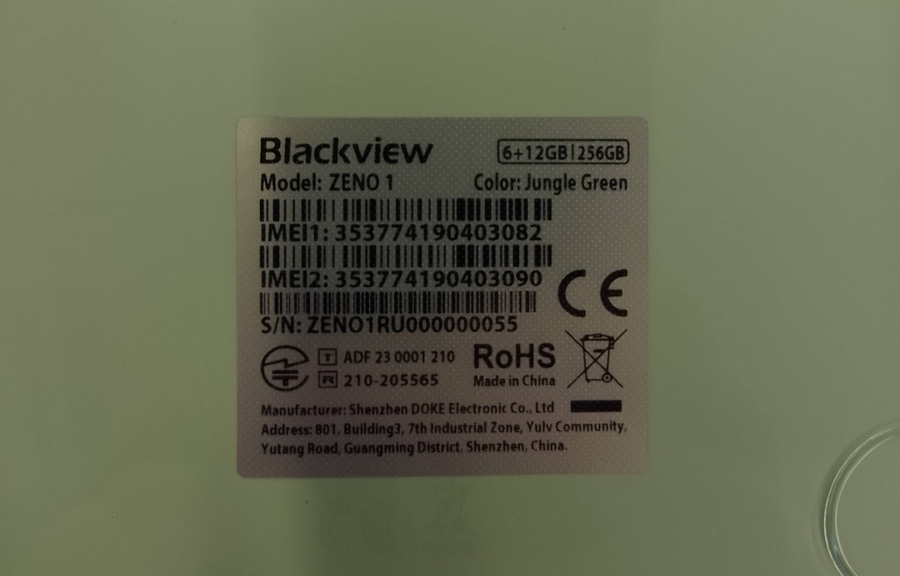 Blackview
6+12GB|256GB
Model: ZENO 1
Color: Jungle Green
IMEI1: 353774190403082
IMEI2: 353774190403090
CE
S/N: ZENO1RU000000055
T ADF 23 0001 210
R 210-205565
RoHS
Made in China
Manufacturer: Shenzhen DOKE Electronic Co., Ltd
Address: 801, Building3, 7th Industrial Zone, Yulv Community,
Yutang Road, Guangming District, Shenzhen, China.